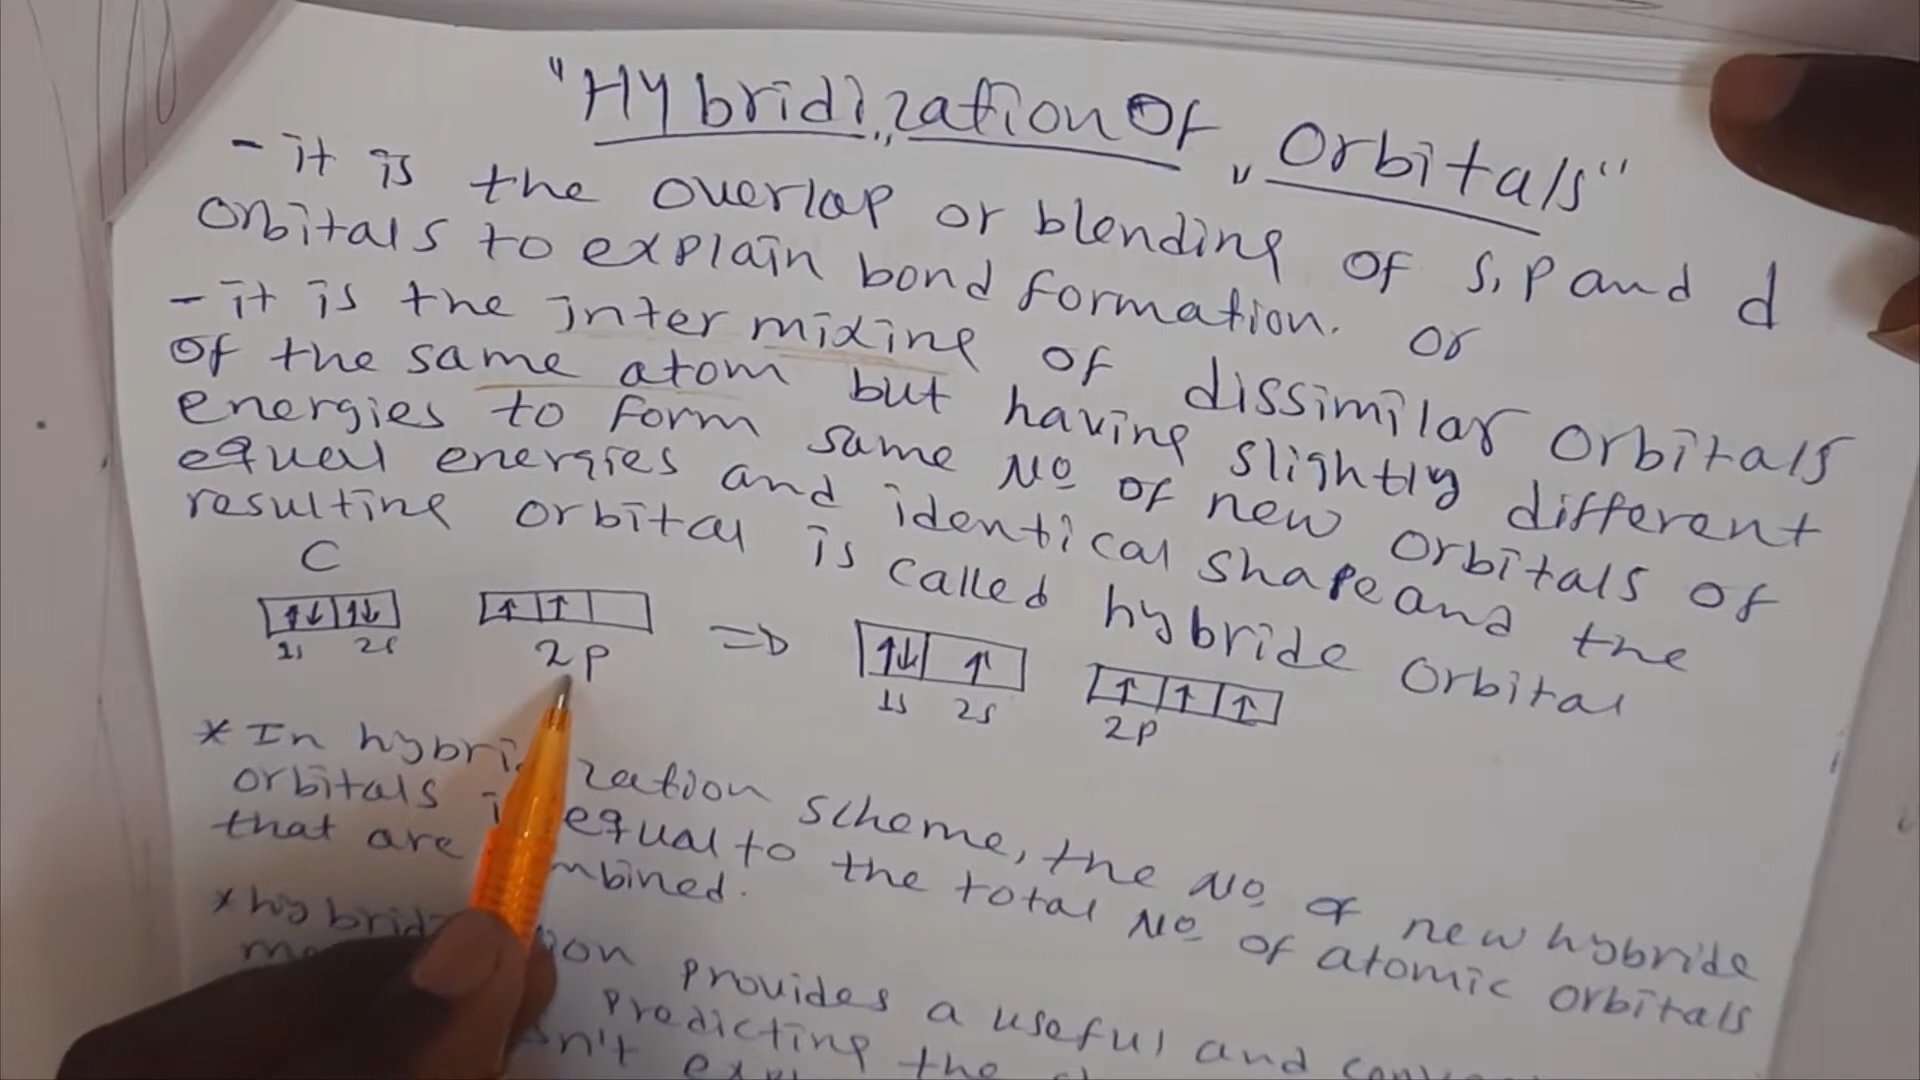 "Hybridization Of Orbitals"
- it is the overlap or blending of s, p and d
orbitals to explain bond formation. or
- it is the inter mixing of dissimilar orbitals
of the same atom but having slightly different
energies to form same No of new orbitals of
equal energies and identical shape and the
resulting orbital is called hybride orbital
C
↑↓ ↑↓ ↑ ↑ => ↑↓ ↑ ↑ ↑ ↑
1s 2s 2p 1s 2s 2p
* In hybri zation scheme, the No of new hybride
orbitals equal to the total No of atomic orbitals
that are mbined.
* hybrid ion provides a useful and
predicting the
n't